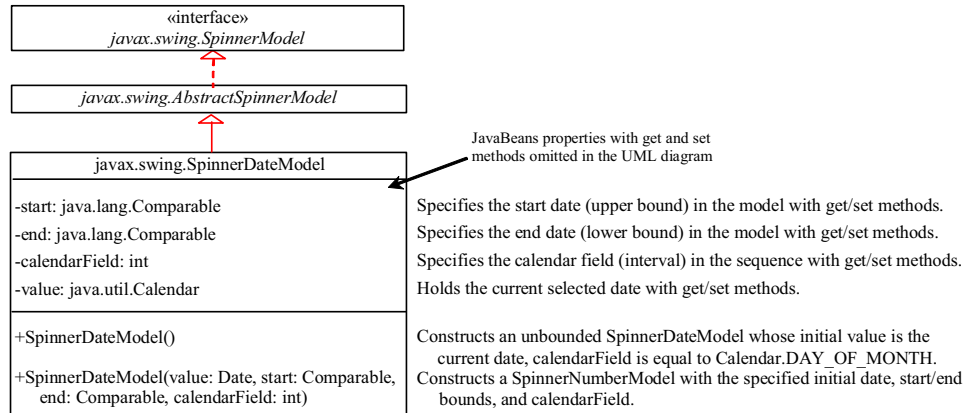 «interface»
javax.swing.SpinnerModel
javax.swing.AbstractSpinnerModel
JavaBeans properties with get and set
methods omitted in the UML diagram
javax.swing.SpinnerDateModel
-start: java.lang.Comparable
Specifies the start date (upper bound) in the model with get/set methods.
-end: java.lang.Comparable
Specifies the end date (lower bound) in the model with get/set methods.
-calendarField: int
Specifies the calendar field (interval) in the sequence with get/set methods.
-value: java.util.Calendar
Holds the current selected date with get/set methods.
+SpinnerDateModel()
Constructs an unbounded SpinnerDateModel whose initial value is the
current date, calendarField is equal to Calendar.DAY_OF_MONTH.
+SpinnerDateModel(value: Date, start: Comparable,
end: Comparable, calendarField: int)
Constructs a SpinnerNumberModel with the specified initial date, start/end
bounds, and calendarField.